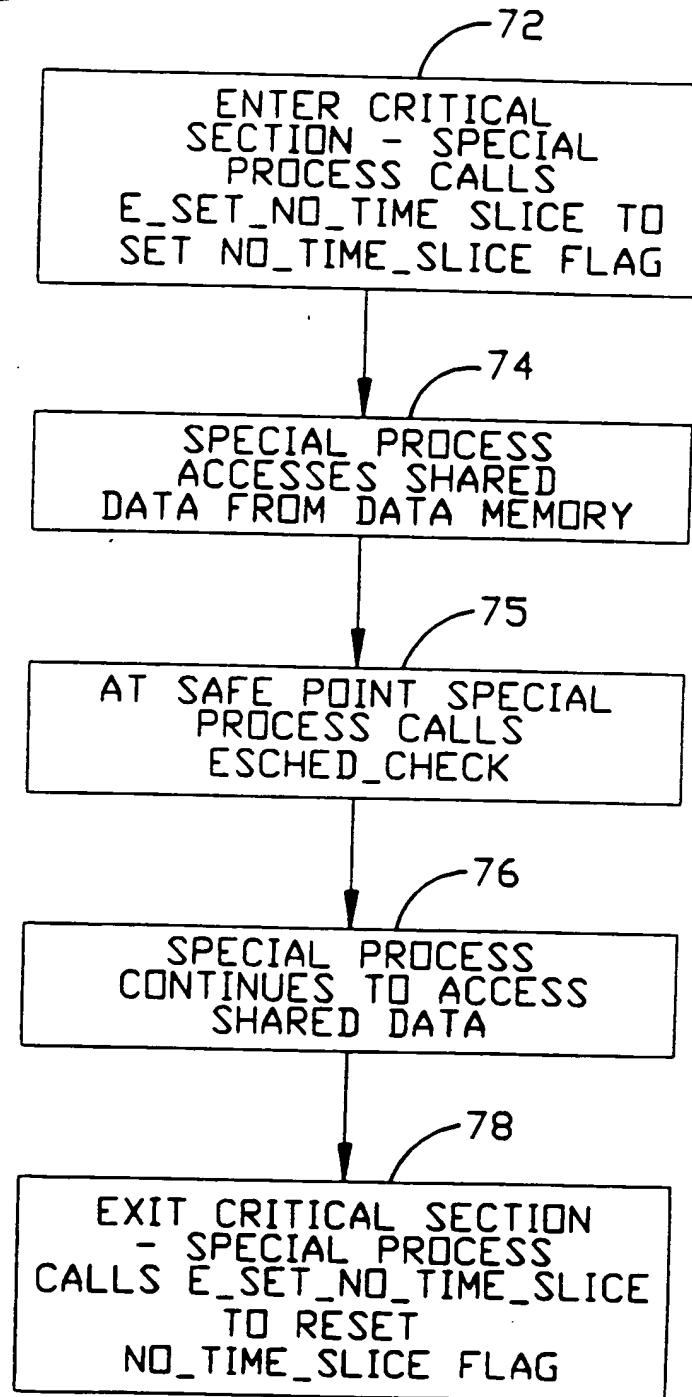 72
ENTER CRITICAL
SECTION - SPECIAL
PROCESS CALLS
E_SET_NO_TIME SLICE TO
SET NO_TIME_SLICE FLAG
74
SPECIAL PROCESS
ACCESSES SHARED
DATA FROM DATA MEMORY
75
AT SAFE POINT SPECIAL
PROCESS CALLS
ESCHED_CHECK
76
SPECIAL PROCESS
CONTINUES TO ACCESS
SHARED DATA
78
EXIT CRITICAL SECTION
- SPECIAL PROCESS
CALLS E_SET_NO_TIME_SLICE
TO RESET
NO_TIME_SLICE FLAG